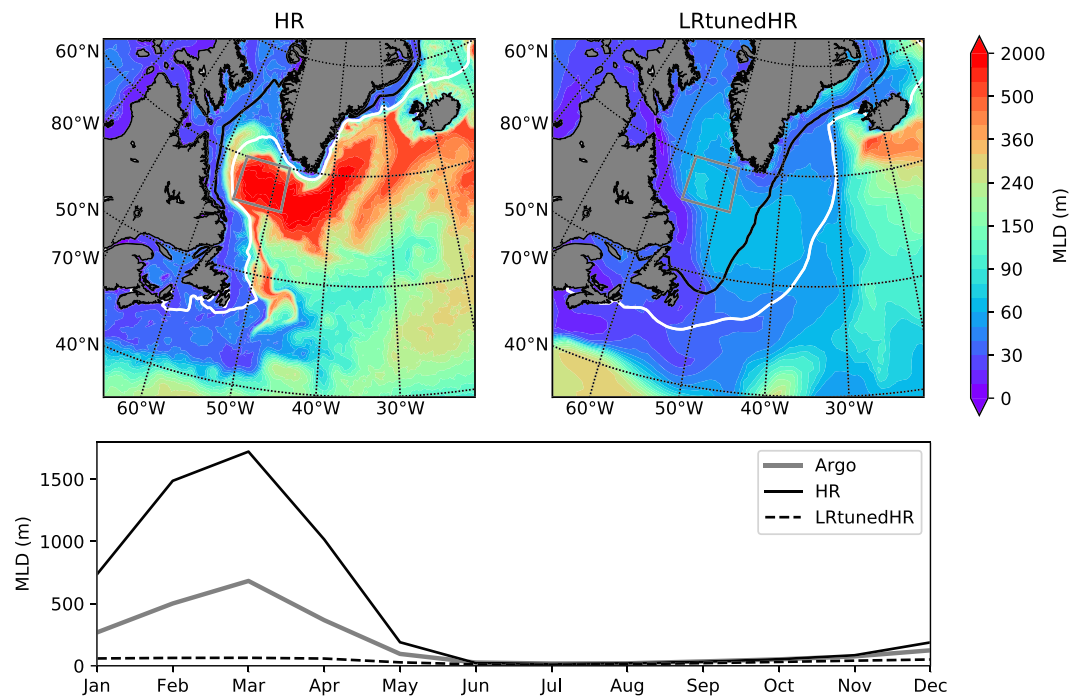 HR
LRtunedHR
60°N
80°W
50°N
70°W
40°N
60°W
50°W
40°W
30°W
60°N
80°W
50°N
70°W
40°N
60°W
50°W
40°W
30°W
2000
500
360
240
150
90
60
30
0
MLD (m)
1500
1000
500
0
MLD (m)
Argo
HR
LRtunedHR
Jan Feb Mar Apr May Jun Jul Aug Sep Oct Nov Dec